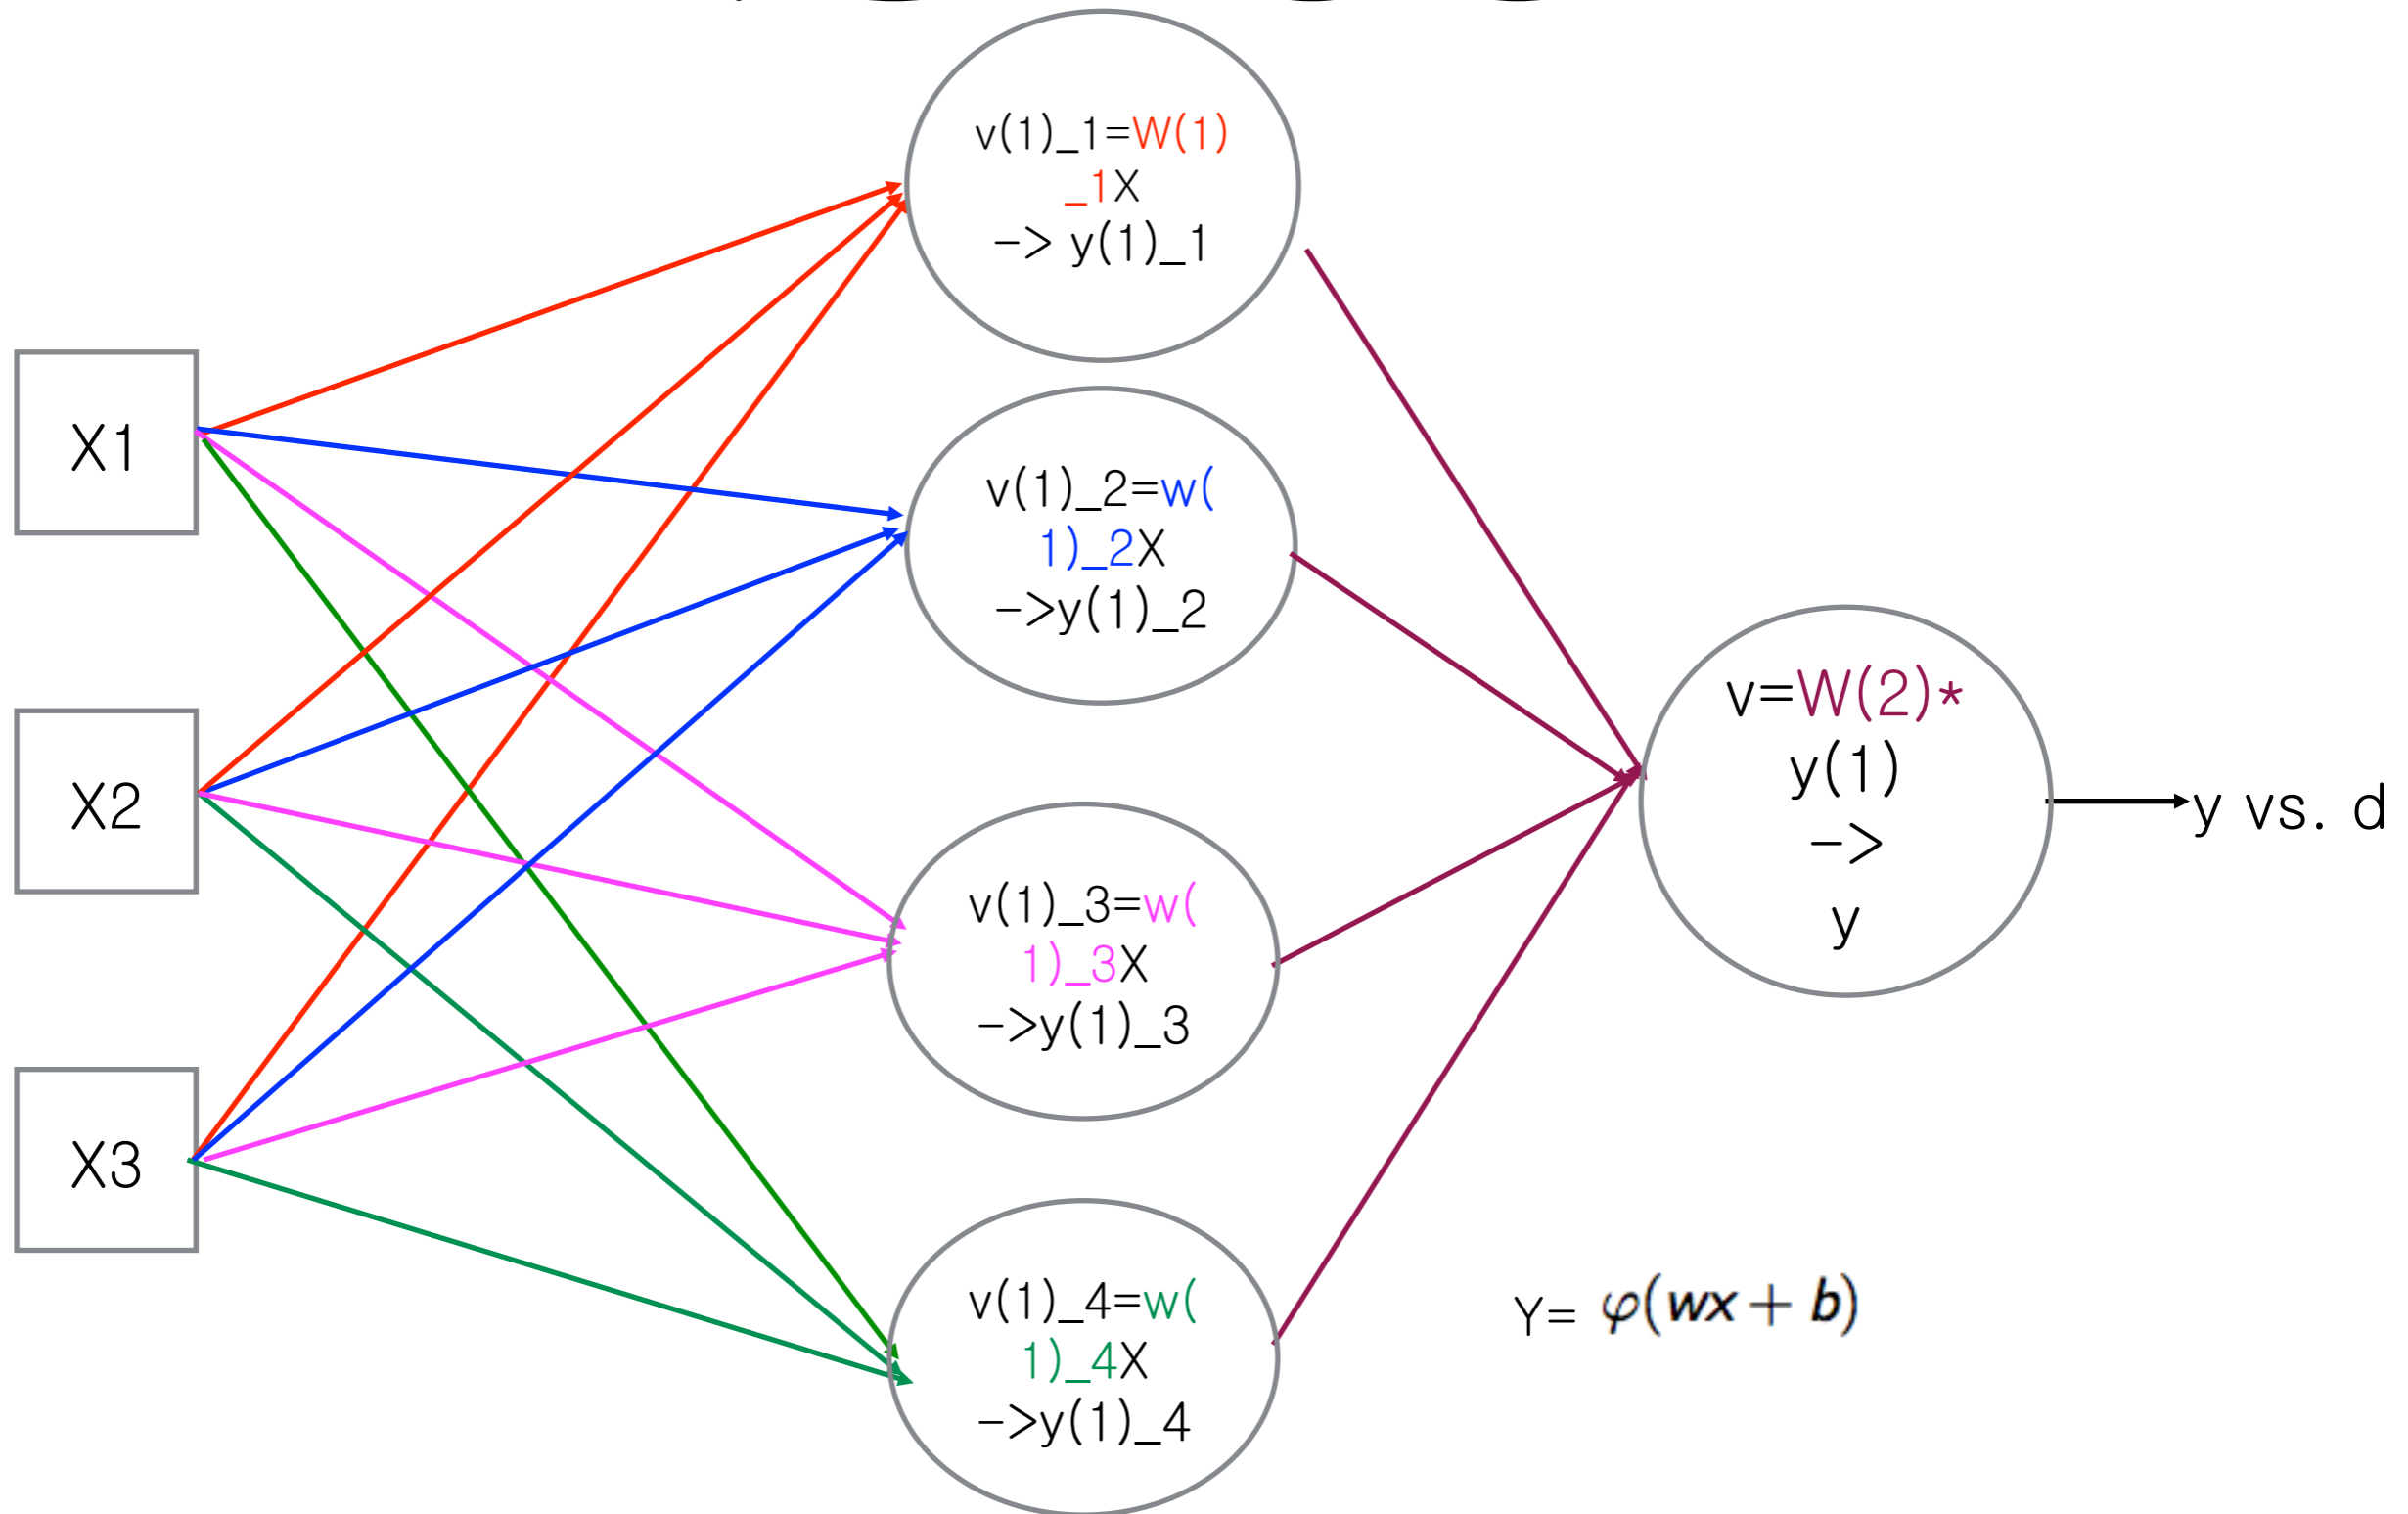 X1
X2
X3
v(1)_1=W(1)
_1X
-> y(1)_1
v(1)_2=w(
1)_2X
->y(1)_2
v(1)_3=w(
1)_3X
->y(1)_3
v(1)_4=w(
1)_4X
->y(1)_4
v=W(2)*
y(1)
->
y
y vs. d
Y= φ(wx + b)